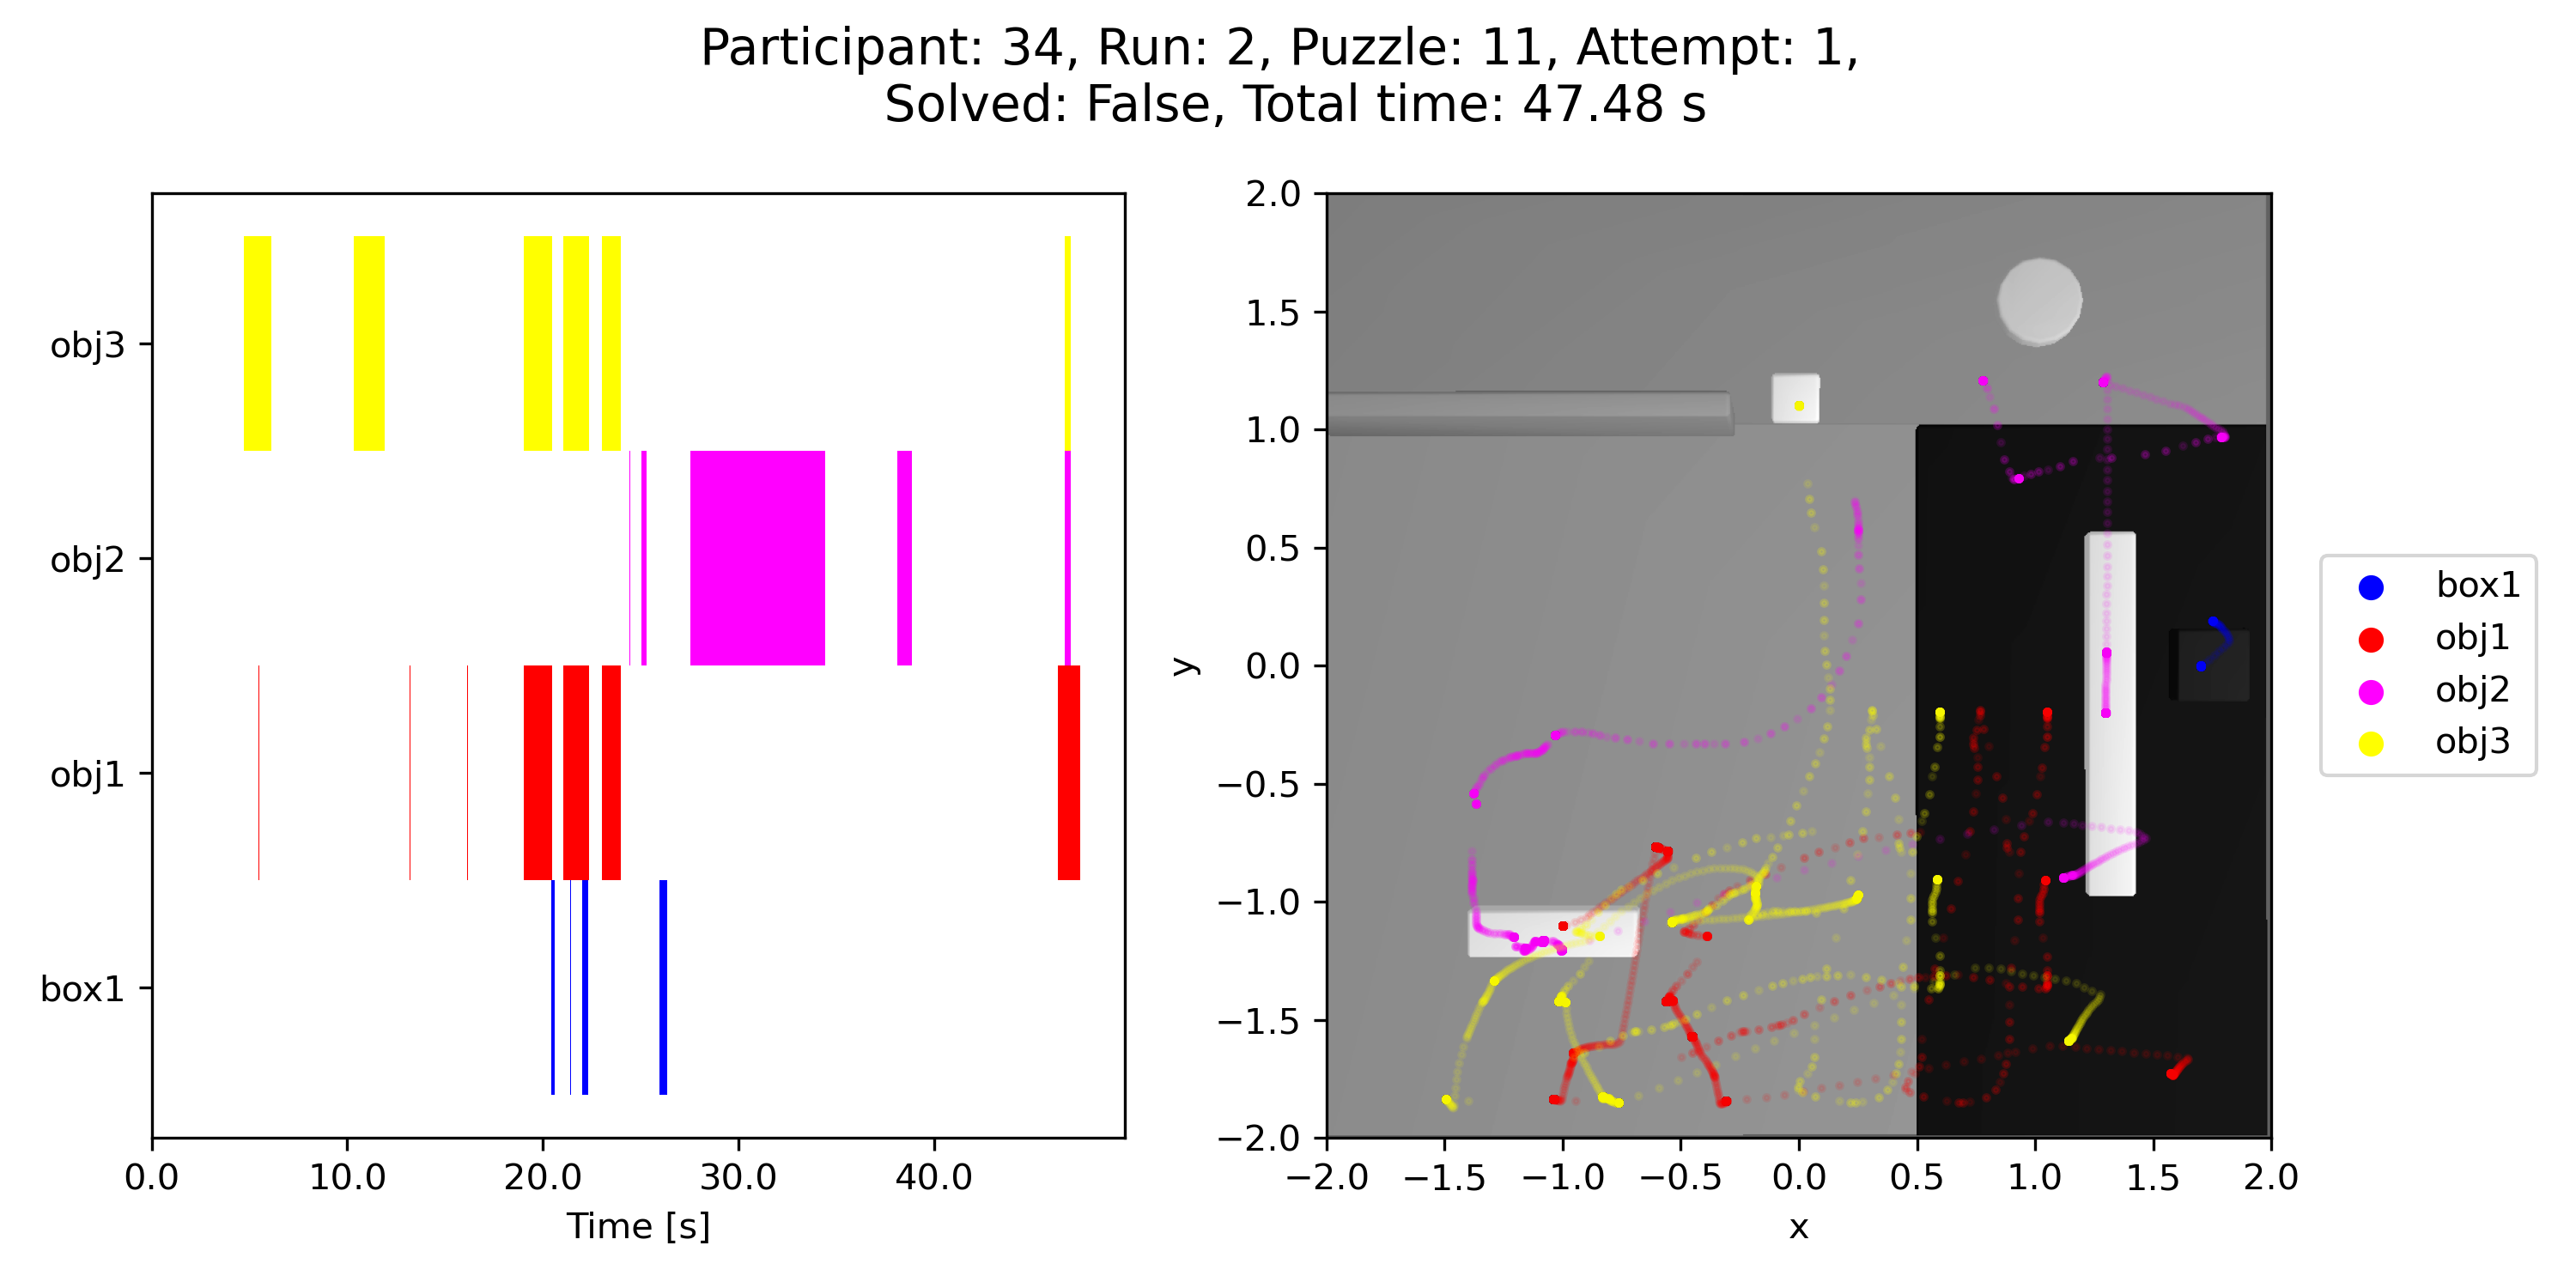 Participant: 34, Run: 2, Puzzle: 11, Attempt: 1,
Solved: False, Total time: 47.48 s
obj3
obj2
obj1
box1
0.0 10.0 20.0 30.0 40.0
Time [s]
2.0
1.5
1.0
0.5
0.0
−0.5
−1.0
−1.5
−2.0
y
−2.0 −1.5 −1.0 −0.5 0.0 0.5 1.0 1.5 2.0
x
box1
obj1
obj2
obj3